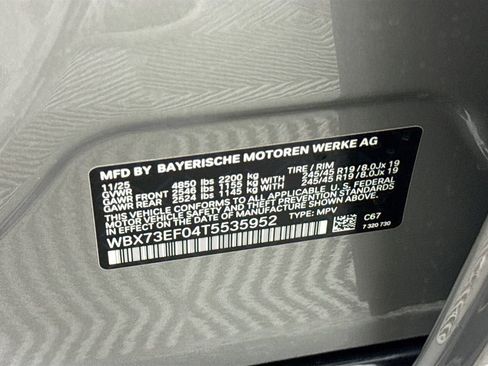 MFD BY BAYERISCHE MOTOREN WERKE AG
11/25 4850 lbs 2200 kg TIRE / RIM
GAWR FRONT 2546 lbs 1155 kg 245/45 R19 / 8.0Jx 19
GAWR REAR 2524 lbs 1145 kg WITH 245/45 R19 / 8.0Jx 19
THIS VEHICLE CONFORMS TO ALL APPLICABLE U. S. FEDERAL
MOTOR VEHICLE SAFETY AND THEFT PREVENTION STANDARDS
IN EFFECT ON THE DATE OF MANUFACTURE SHOWN ABOVE.
WBX73EF04T5535952 TYPE: MPV
C67
7 320 730